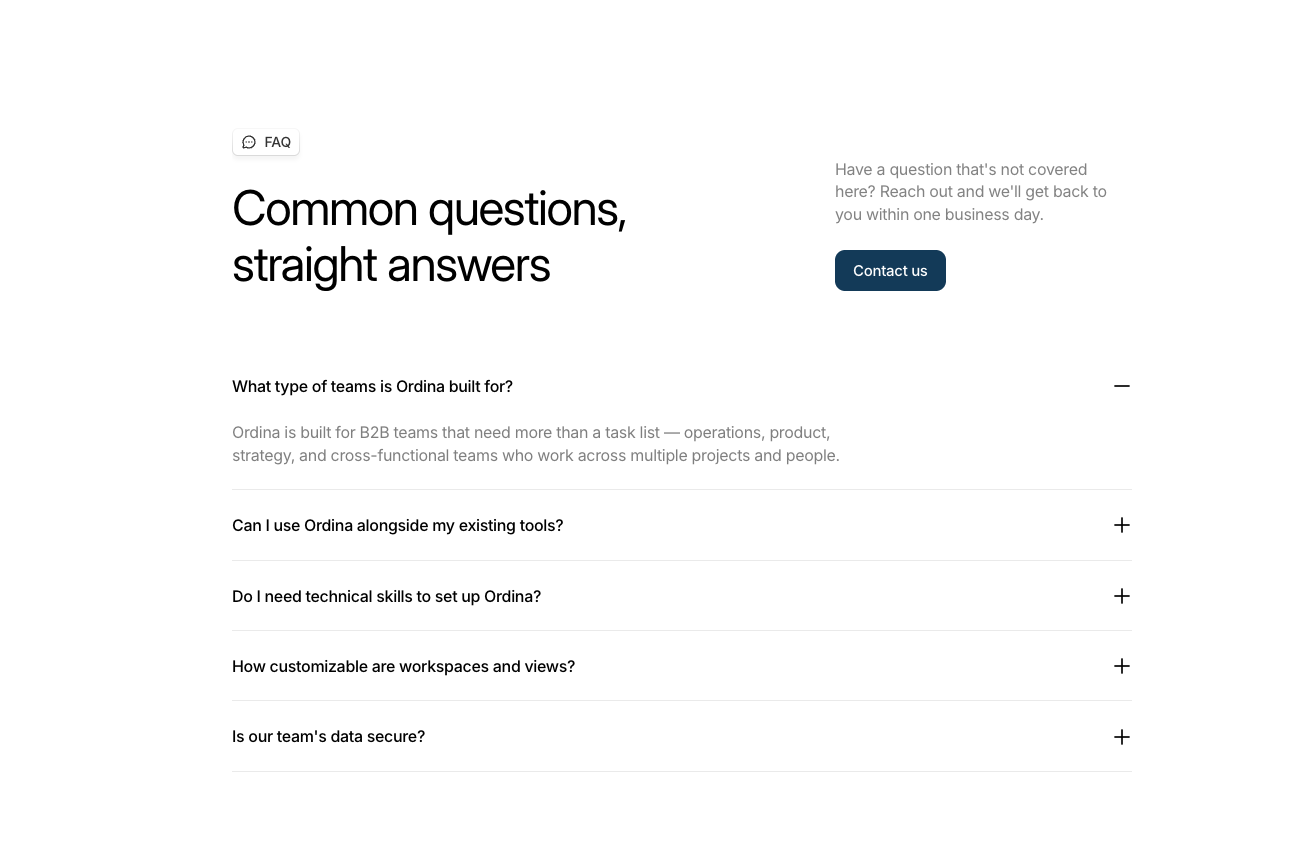 FAQ
Common questions,
straight answers
Have a question that's not covered
here? Reach out and we'll get back to
you within one business day.
Contact us
What type of teams is Ordina built for?
Ordina is built for B2B teams that need more than a task list — operations, product,
strategy, and cross-functional teams who work across multiple projects and people.
Can I use Ordina alongside my existing tools?
Do I need technical skills to set up Ordina?
How customizable are workspaces and views?
Is our team's data secure?